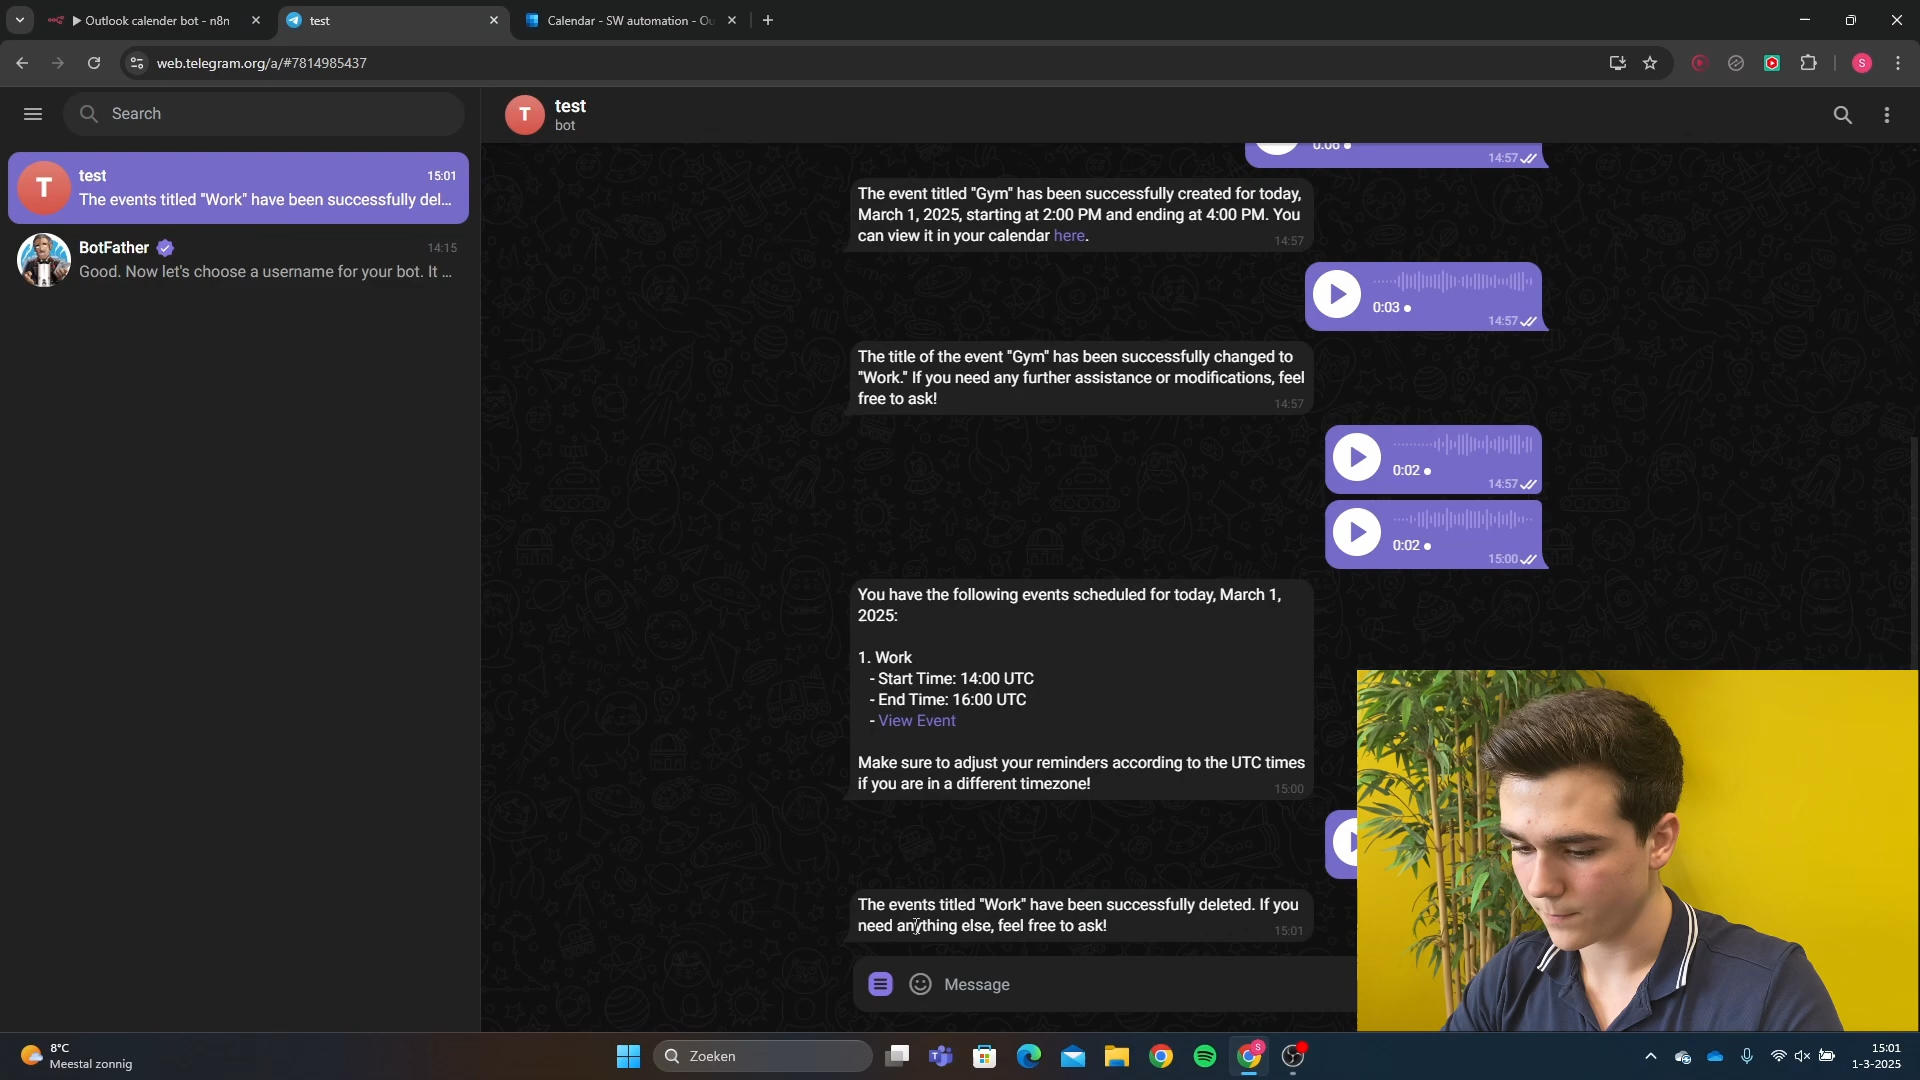 Outlook calender bot - n8n
test
Calendar - SW automation - Ou
web.telegram.org/a/#7814985437
S
Search
T
test
15:01
The events titled "Work" have been successfully del...
BotFather
14:15
Good. Now let's choose a username for your bot. It ...
T
test
bot
0:06
14:57
The event titled "Gym" has been successfully created for today,
March 1, 2025, starting at 2:00 PM and ending at 4:00 PM. You
can view it in your calendar here.
14:57
0:03
14:57
The title of the event "Gym" has been successfully changed to
"Work." If you need any further assistance or modifications, feel
free to ask!
14:57
0:02
14:57
0:02
15:00
You have the following events scheduled for today, March 1,
2025:
1. Work
- Start Time: 14:00 UTC
- End Time: 16:00 UTC
- View Event
Make sure to adjust your reminders according to the UTC times
if you are in a different timezone!
15:00
The events titled "Work" have been successfully deleted. If you
need anything else, feel free to ask!
15:01
Message
8°C
Meestal zonnig
Zoeken
S
15:01
1-3-2025